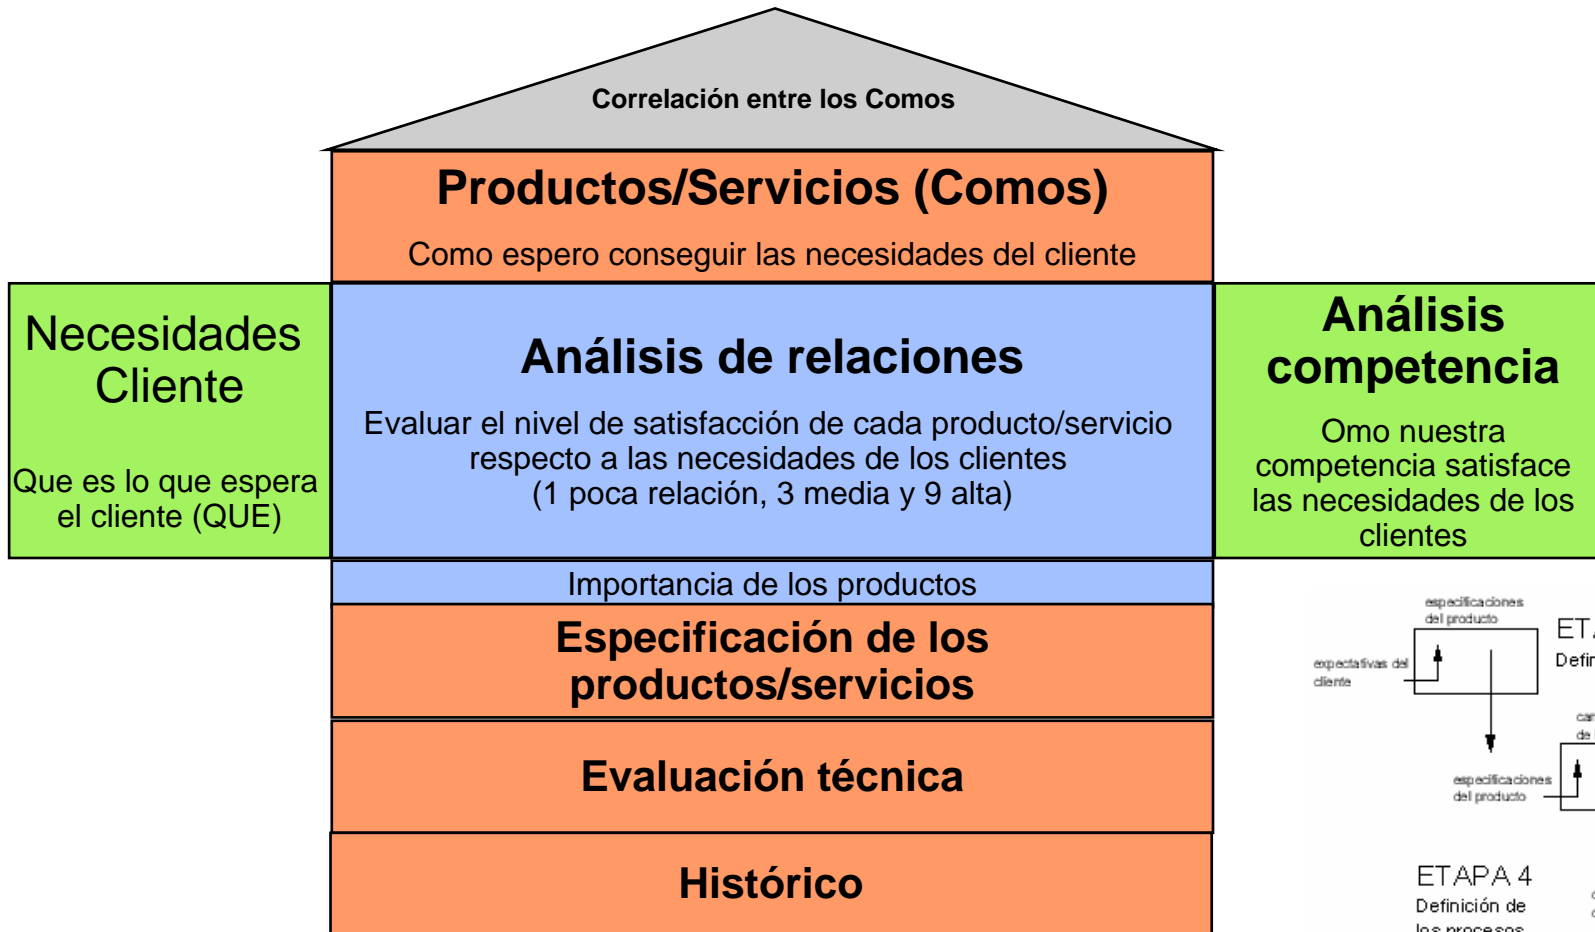 Correlación entre los Comos
Productos/Servicios (Comos)
Como espero conseguir las necesidades del cliente
Necesidades
Cliente
Que es lo que espera
el cliente (QUE)
Análisis de relaciones
Evaluar el nivel de satisfacción de cada producto/servicio
respecto a las necesidades de los clientes
(1 poca relación, 3 media y 9 alta)
Análisis
competencia
Omo nuestra
competencia satisface
las necesidades de los
clientes
Importancia de los productos
Especificación de los
productos/servicios
Evaluación técnica
Histórico
especificaciones
del producto
expectativas del
cliente
especificaciones
del producto
de
ETAPA 4
Definición de
los procesos